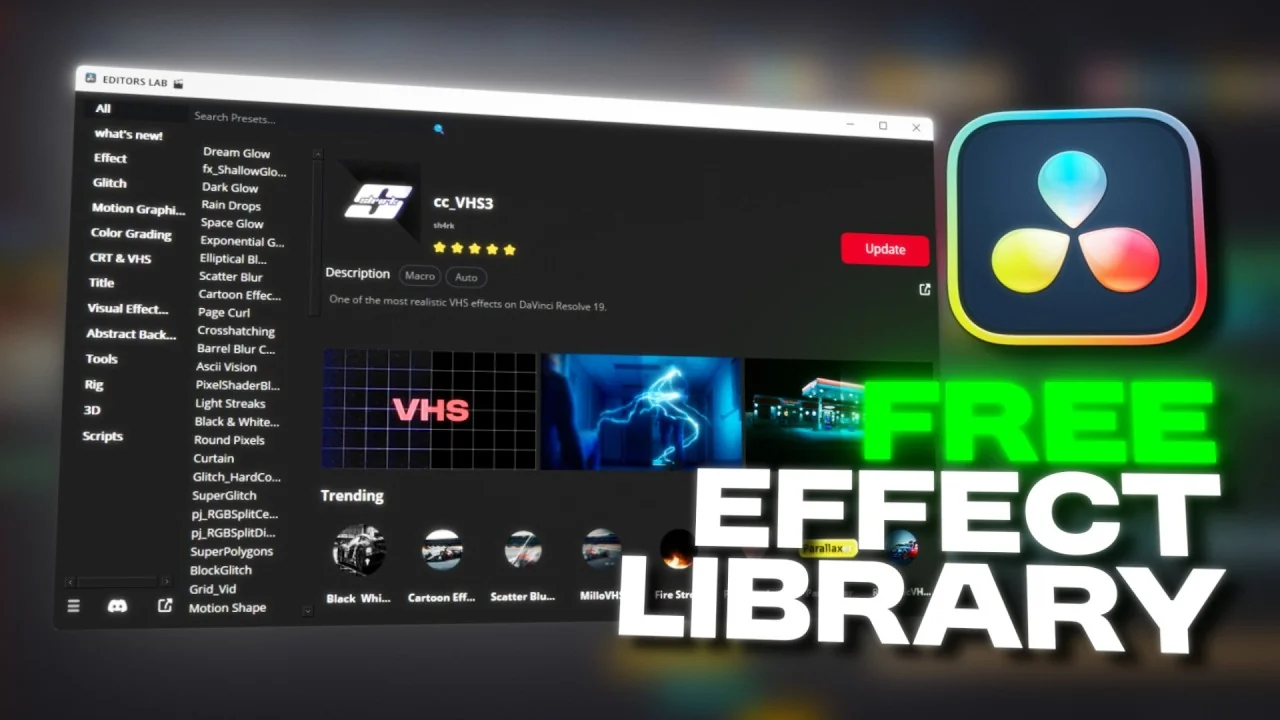 EDITORS LAB
All
what's new!
Effect
Glitch
Motion Graphi...
Color Grading
CRT & VHS
Title
Visual Effect...
Abstract Back...
Tools
Rig
3D
Scripts
Search Presets...
Dream Glow
fx_ShallowGlo...
Dark Glow
Rain Drops
Space Glow
Exponential G...
Elliptical Bl...
Scatter Blur
Cartoon Effec...
Page Curl
Crosshatching
Barrel Blur C...
Ascii Vision
PixelShaderBl...
Light Streaks
Black & White...
Round Pixels
Curtain
Glitch_HardCo...
SuperGlitch
pj_RGBSplitCe...
pj_RGBSplitDi...
SuperPolygons
BlockGlitch
Grid_Vid
Motion Shape
cc_VHS3
sh4rk
Update
Description
Macro
Auto
One of the most realistic VHS effects on DaVinci Resolve 19.
VHS
Trending
Black Whi...
Cartoon Eff...
Scatter Blu...
MilloVHS
Fire Str
Parallax
FREE
EFFECT
LIBRARY